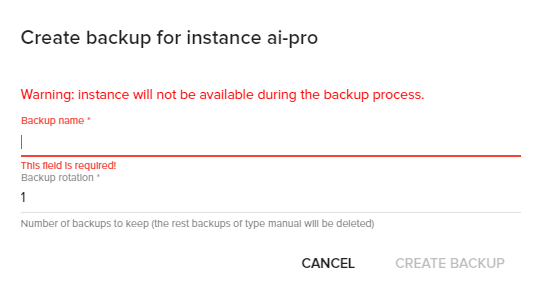 Create backup for instance ai-pro
Warning: instance will not be available during the backup process.
Backup name *
This field is required!
Backup rotation *
1
Number of backups to keep (the rest backups of type manual will be deleted)
CANCEL CREATE BACKUP